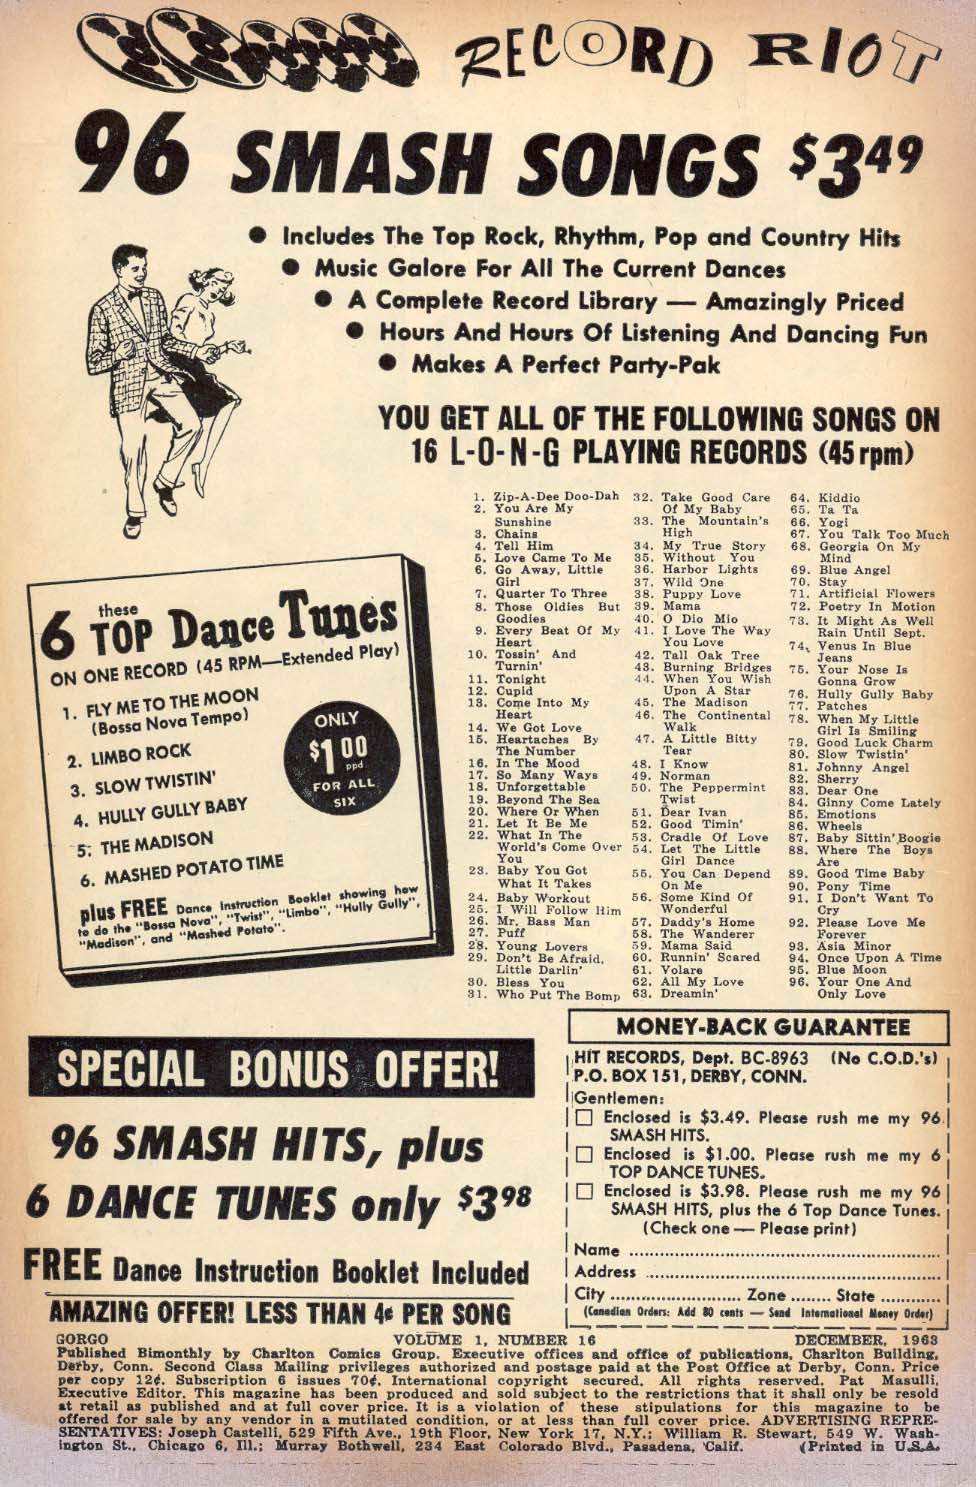 RECORD RIOT
96 SMASH SONGS $3.49
● Includes The Top Rock, Rhythm, Pop and Country Hits
● Music Galore For All The Current Dances
● A Complete Record Library — Amazingly Priced
● Hours And Hours Of Listening And Dancing Fun
● Makes A Perfect Party-Pak
YOU GET ALL OF THE FOLLOWING SONGS ON
16 L-O-N-G PLAYING RECORDS (45 rpm)
1. Zip-A-Dee Doo-Dah
2. You Are My
Sunshine
3. Chains
4. Tell Him
5. Love Came To Me
6. Go Away, Little
Girl
7. Quarter To Three
8. Those Oldies But
Goodies
9. Every Beat Of My
Heart
10. Tossin' And
Turnin'
11. Tonight
12. Cupid
13. Come Into My
Heart
14. We Got Love
15. Heartaches By
The Number
16. In The Mood
17. So Many Ways
18. Unforgettable
19. Beyond The Sea
20. Where Or When
21. Let It Be Me
22. What In The
World's Come Over
You
23. Baby You Got
What It Takes
24. Baby Workout
25. I Will Follow Him
26. Mr. Bass Man
27. Puff
28. Young Lovers
29. Don't Be Afraid,
Little Darlin'
30. Bless You
31. Who Put The Bomp
32. Take Good Care
Of My Baby
33. The Mountain's
High
34. My True Story
35. Without You
36. Harbor Lights
37. Wild One
38. Puppy Love
39. Mama
40. O Dio Mio
41. I Love The Way
You Love
42. Tall Oak Tree
43. Burning Bridges
44. When You Wish
Upon A Star
45. The Madison
46. The Continental
Walk
47. A Little Bitty
Tear
48. I Know
49. Norman
50. The Peppermint
Twist
51. Dear Ivan
52. Good Timin'
53. Cradle Of Love
54. Let The Little
Girl Dance
55. You Can Depend
On Me
56. Some Kind Of
Wonderful
57. Daddy's Home
58. The Wanderer
59. Mama Said
60. Runnin' Scared
61. Volare
62. All My Love
63. Dreamin'
64. Kiddio
65. Ta Ta
66. Yogi
67. You Talk Too Much
68. Georgia On My
Mind
69. Blue Angel
70. Stay
71. Artificial Flowers
72. Poetry In Motion
73. It Might As Well
Rain Until Sept.
74. Venus In Blue
Jeans
75. Your Nose Is
Gonna Grow
76. Hully Gully Baby
77. Patches
78. When My Little
Girl Is Smiling
79. Good Luck Charm
80. Slow Twistin'
81. Johnny Angel
82. Sherry
83. Dear One
84. Ginny Come Lately
85. Emotions
86. Wheels
87. Baby Sittin' Boogie
88. Where The Boys
Are
89. Good Time Baby
90. Pony Time
91. I Don't Want To
Cry
92. Please Love Me
Forever
93. Asia Minor
94. Once Upon A Time
95. Blue Moon
96. Your One And
Only Love
6 these TOP Dance Tunes
ON ONE RECORD (45 RPM—Extended Play)
1. FLY ME TO THE MOON
(Bossa Nova Tempo)
2. LIMBO ROCK
3. SLOW TWISTIN'
4. HULLY GULLY BABY
5. THE MADISON
6. MASHED POTATO TIME
ONLY
$1.00
ppd.
FOR ALL
SIX
plus FREE Dance Instruction Booklet showing how
to do the "Bossa Nova", "Twist", "Limbo", "Hully Gully",
"Madison", and "Mashed Potato".
SPECIAL BONUS OFFER!
96 SMASH HITS, plus
6 DANCE TUNES only $3.98
FREE Dance Instruction Booklet Included
AMAZING OFFER! LESS THAN 4¢ PER SONG
MONEY-BACK GUARANTEE
HIT RECORDS, Dept. BC-8963 (No C.O.D.'s)
P.O. BOX 151, DERBY, CONN.
Gentlemen:
□ Enclosed is $3.49. Please rush me my 96
SMASH HITS.
□ Enclosed is $1.00. Please rush me my 6
TOP DANCE TUNES.
□ Enclosed is $3.98. Please rush me my 96
SMASH HITS, plus the 6 Top Dance Tunes.
(Check one — Please print)
Name ..........
Address ..........
City .......... Zone ....... State ..........
(Canadian Orders: Add 80 cents — Send International Money Order)
GORGO VOLUME 1, NUMBER 16 DECEMBER, 1963
Published Bimonthly by Charlton Comics Group. Executive offices and office of publications, Charlton Building,
Derby, Conn. Second Class Mailing privileges authorized and postage paid at the Post Office at Derby, Conn. Price
per copy 12¢. Subscription 6 issues 70¢. International copyright secured. All rights reserved. Pat Masulli,
Executive Editor. This magazine has been produced and sold subject to the restrictions that it shall only be resold
at retail as published and at full cover price. It is a violation of these stipulations for this magazine to be
offered for sale by any vendor in a mutilated condition, or at less than full cover price. ADVERTISING REPRE-
SENTATIVES: Joseph Castelli, 529 Fifth Ave., 19th Floor, New York 17, N.Y.; William R. Stewart, 549 W. Wash-
ington St., Chicago 6, Ill.; Murray Bothwell, 234 East Colorado Blvd., Pasadena, Calif. (Printed in U.S.A.